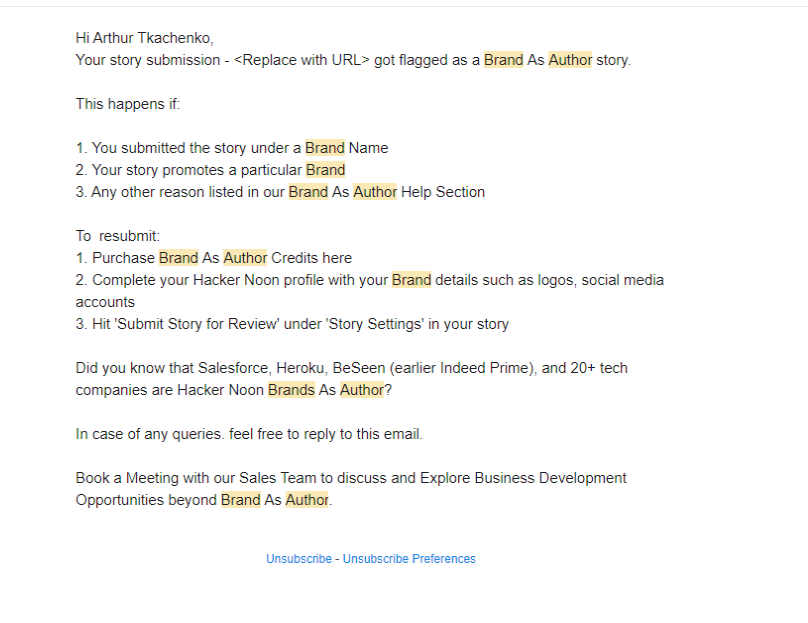 Hi Arthur Tkachenko,
Your story submission - <Replace with URL> got flagged as a Brand As Author story.
This happens if:
1. You submitted the story under a Brand Name
2. Your story promotes a particular Brand
3. Any other reason listed in our Brand As Author Help Section
To  resubmit:
1. Purchase Brand As Author Credits here
2. Complete your Hacker Noon profile with your Brand details such as logos, social media
accounts
3. Hit 'Submit Story for Review' under 'Story Settings' in your story
Did you know that Salesforce, Heroku, BeSeen (earlier Indeed Prime), and 20+ tech
companies are Hacker Noon Brands As Author?
In case of any queries. feel free to reply to this email.
Book a Meeting with our Sales Team to discuss and Explore Business Development
Opportunities beyond Brand As Author.
Unsubscribe - Unsubscribe Preferences